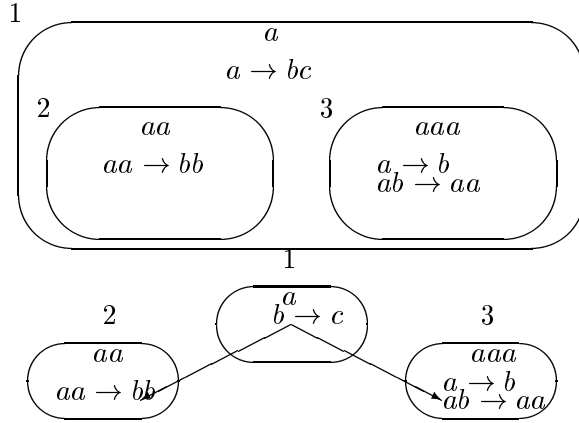 1
a
a → bc
2
3
aa
aaa
aa → bb
a → b
ab → aa
1
a
b → c
2
3
aa
aaa
aa → bb
a → b
ab → aa